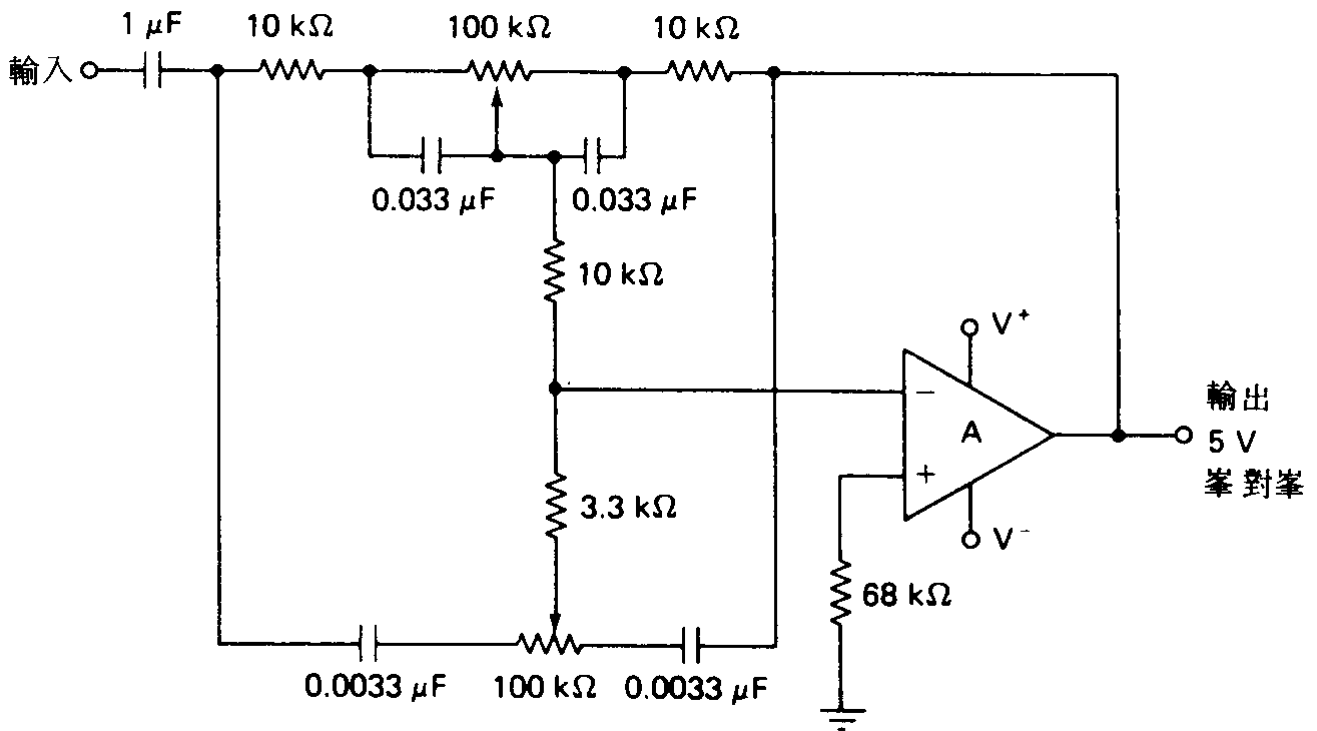 1 μF
10 kΩ
100 kΩ
10 kΩ
輸入
0.033 μF
0.033 μF
10 kΩ
V⁺
−
A
+
輸出
5 V
峯對峯
3.3 kΩ
V⁻
68 kΩ
0.0033 μF
100 kΩ
0.0033 μF